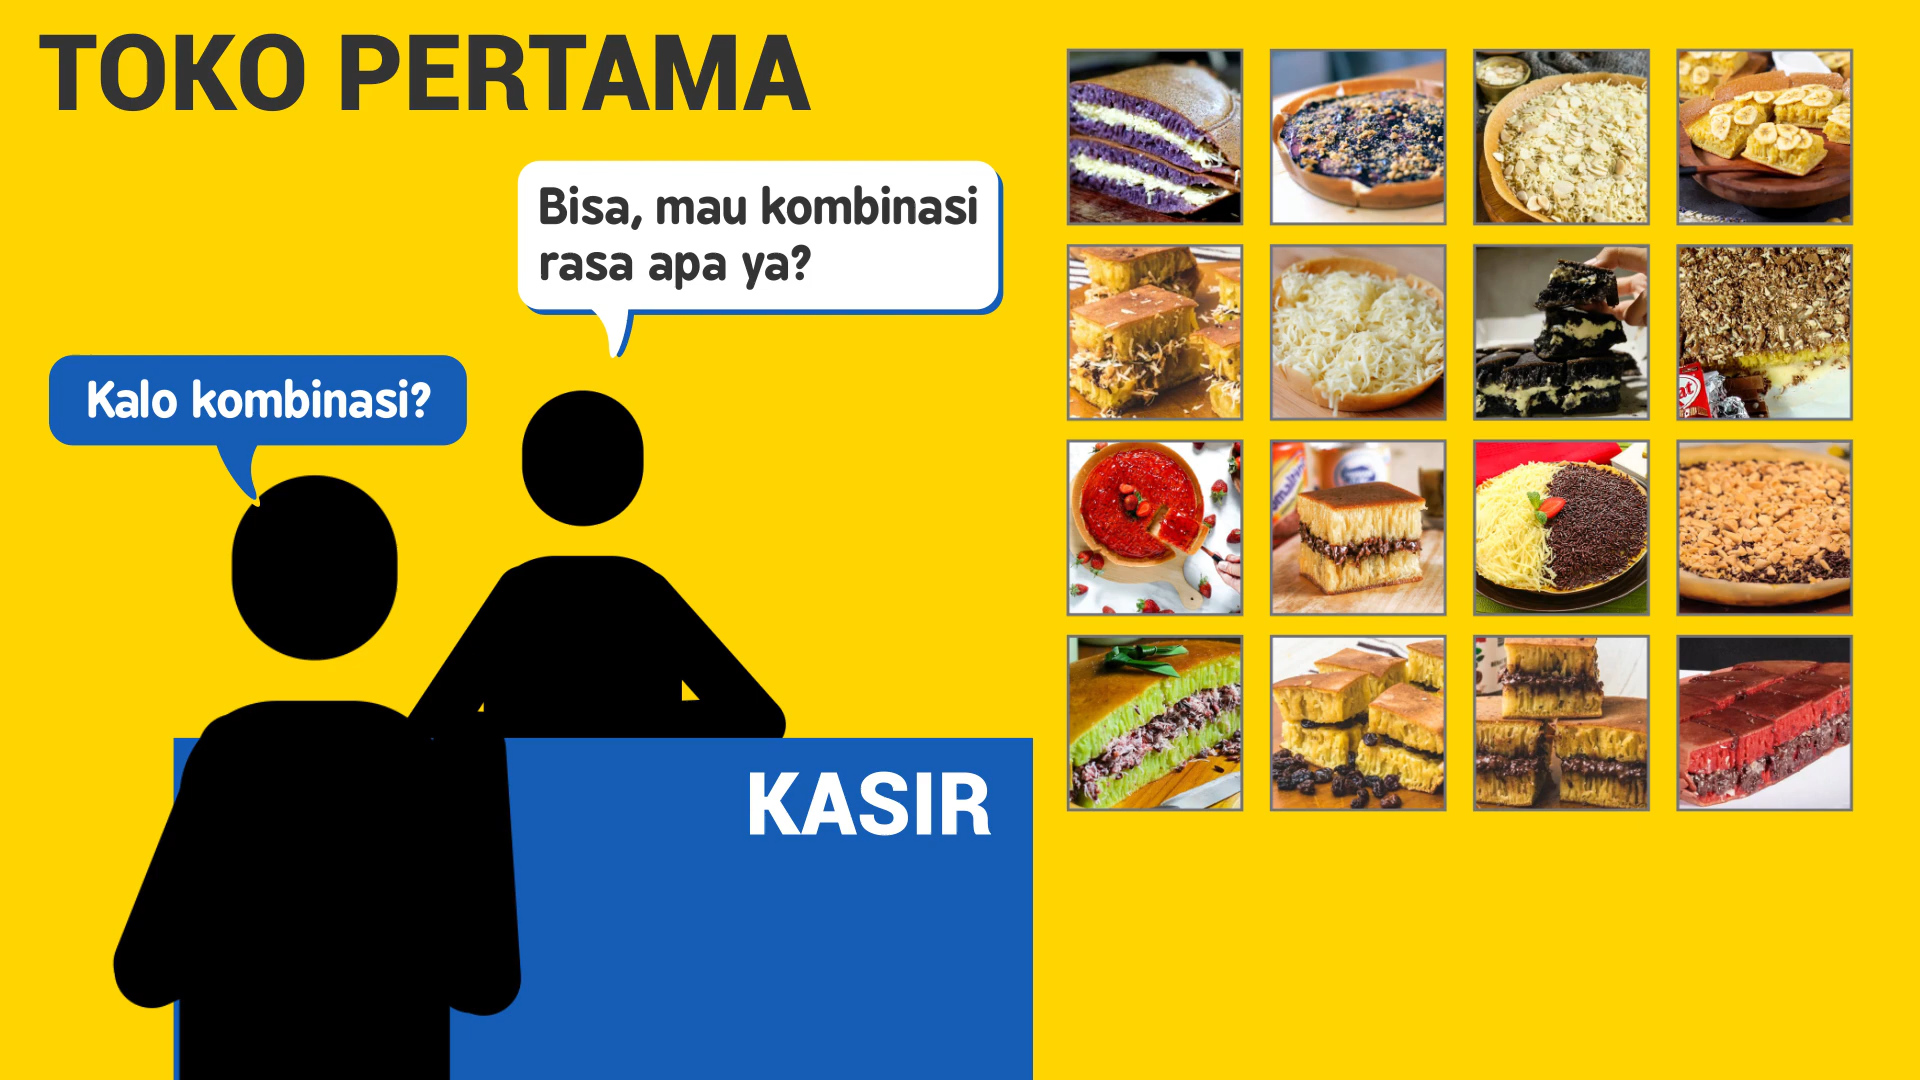 TOKO PERTAMA
Bisa, mau kombinasi
rasa apa ya?
Kalo kombinasi?
KASIR